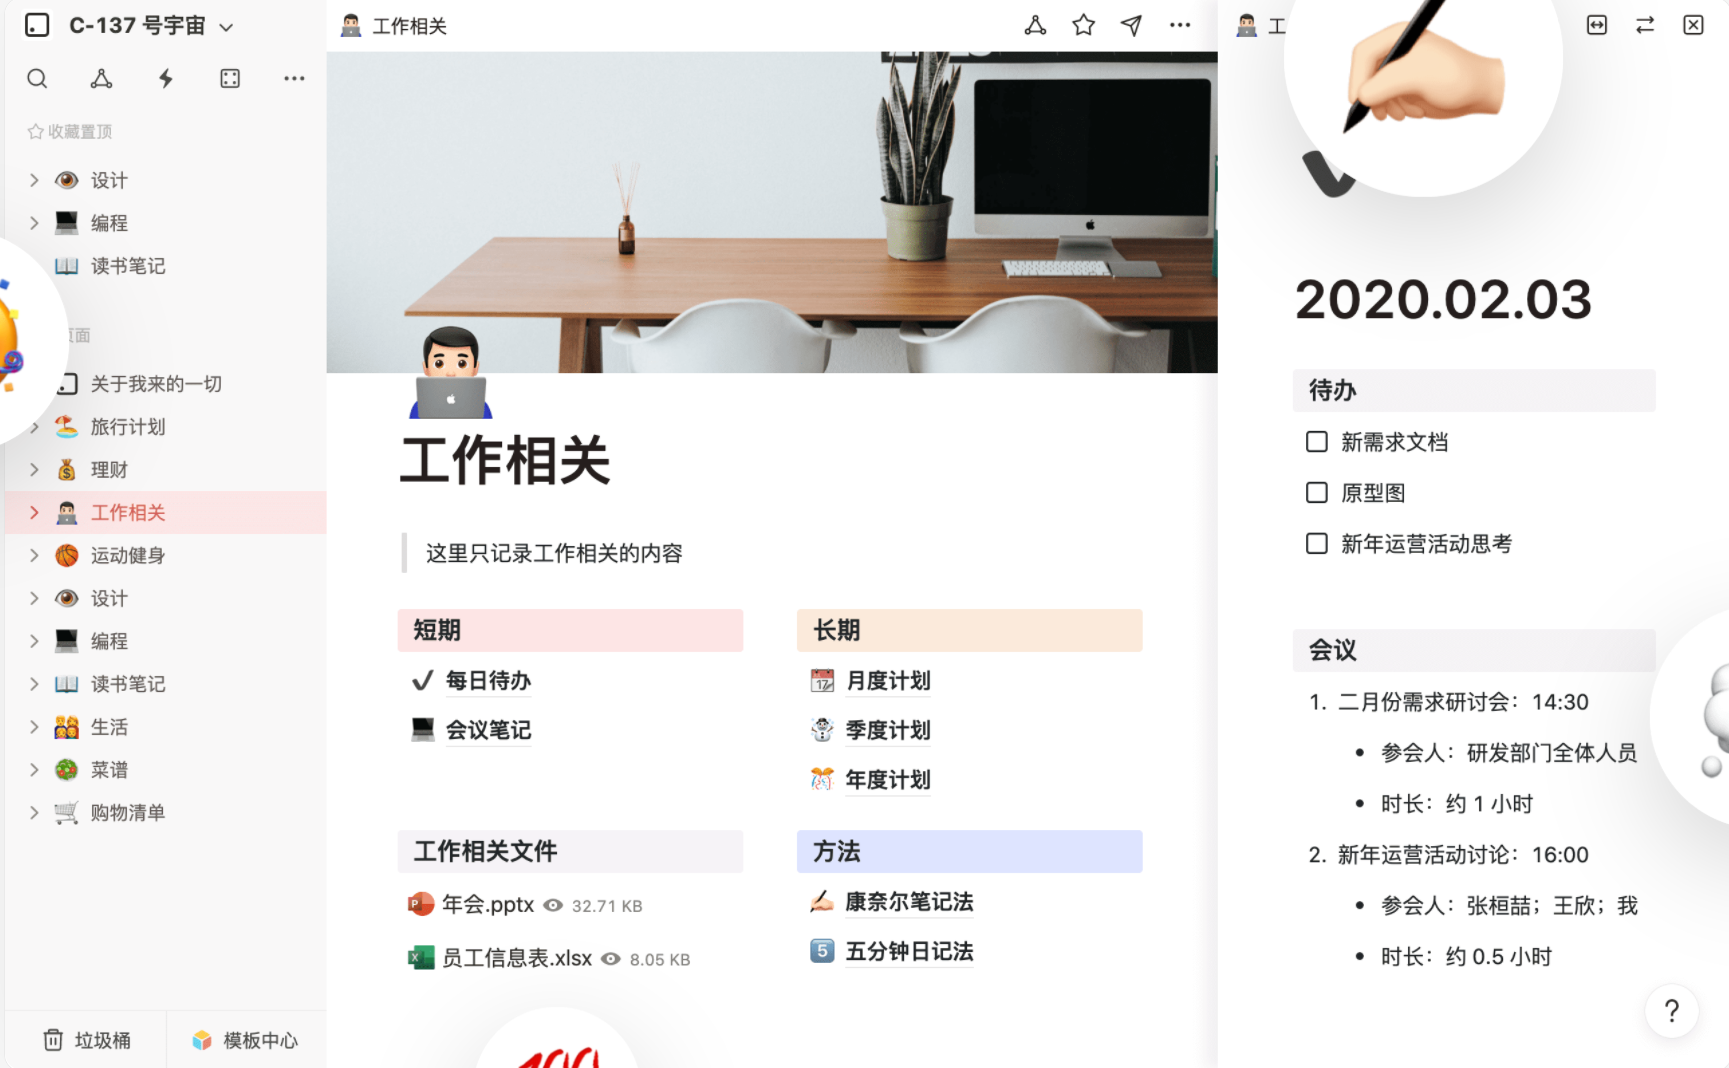 C-137 号宇宙
收藏置顶
设计
编程
读书笔记
页面
关于我来的一切
旅行计划
理财
工作相关
运动健身
设计
编程
读书笔记
生活
菜谱
购物清单
垃圾桶
模板中心
工作相关
工作相关
这里只记录工作相关的内容
短期
每日待办
会议笔记
长期
17
月度计划
季度计划
年度计划
工作相关文件
年会.pptx 32.71 KB
员工信息表.xlsx 8.05 KB
方法
康奈尔笔记法
5
五分钟日记法
工
2020.02.03
待办
新需求文档
原型图
新年运营活动思考
会议
1. 二月份需求研讨会：14:30
• 参会人：研发部门全体人员
• 时长：约 1 小时
2. 新年运营活动讨论：16:00
• 参会人：张桓喆；王欣；我
• 时长：约 0.5 小时
?